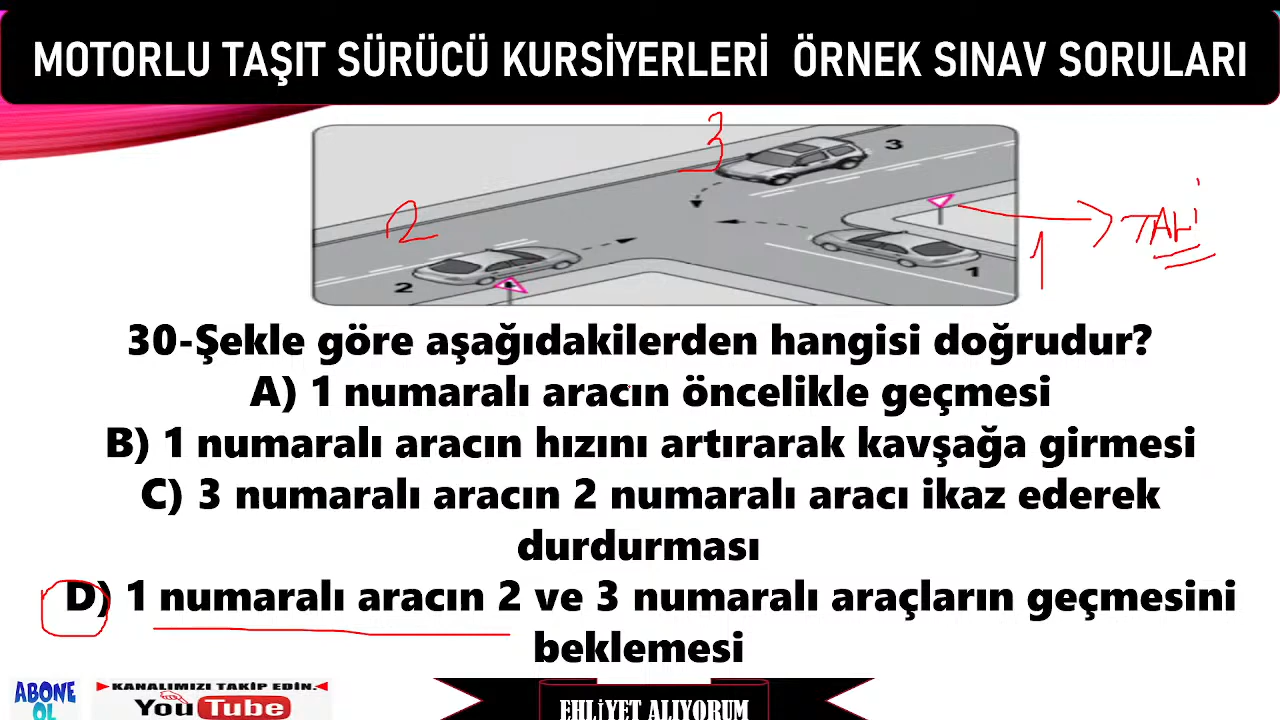 MOTORLU TAŞIT SÜRÜCÜ KURSİYERLERİ ÖRNEK SINAV SORULARI
3
3
2
TALİ
1
1
2
30-Şekle göre aşağıdakilerden hangisi doğrudur?
A) 1 numaralı aracın öncelikle geçmesi
B) 1 numaralı aracın hızını artırarak kavşağa girmesi
C) 3 numaralı aracın 2 numaralı aracı ikaz ederek
durdurması
D) 1 numaralı aracın 2 ve 3 numaralı araçların geçmesini
beklemesi
ABONE
OL
KANALIMIZI TAKİP EDİN.
YouTube
EHLİYET ALIYORUM